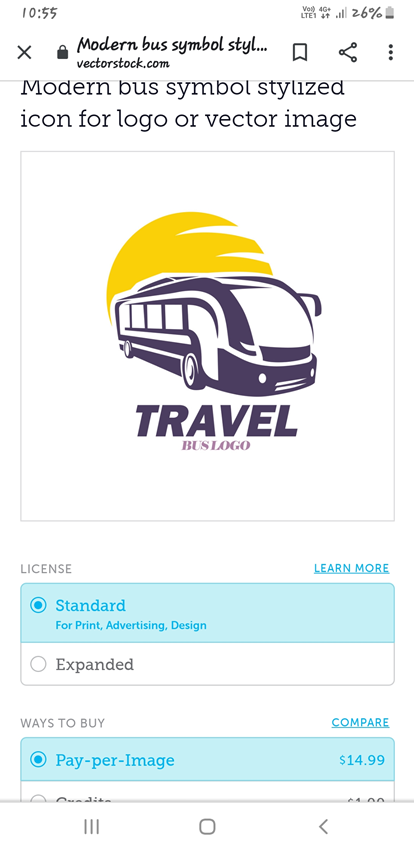 10:55
Vo)) 4G+
LTE1
26%
Modern bus symbol styl...
vectorstock.com
Modern bus symbol stylized
icon for logo or vector image
TRAVEL
BUS LOGO
LICENSE
LEARN MORE
Standard
For Print, Advertising, Design
Expanded
WAYS TO BUY
COMPARE
Pay-per-Image
$14.99
Credits